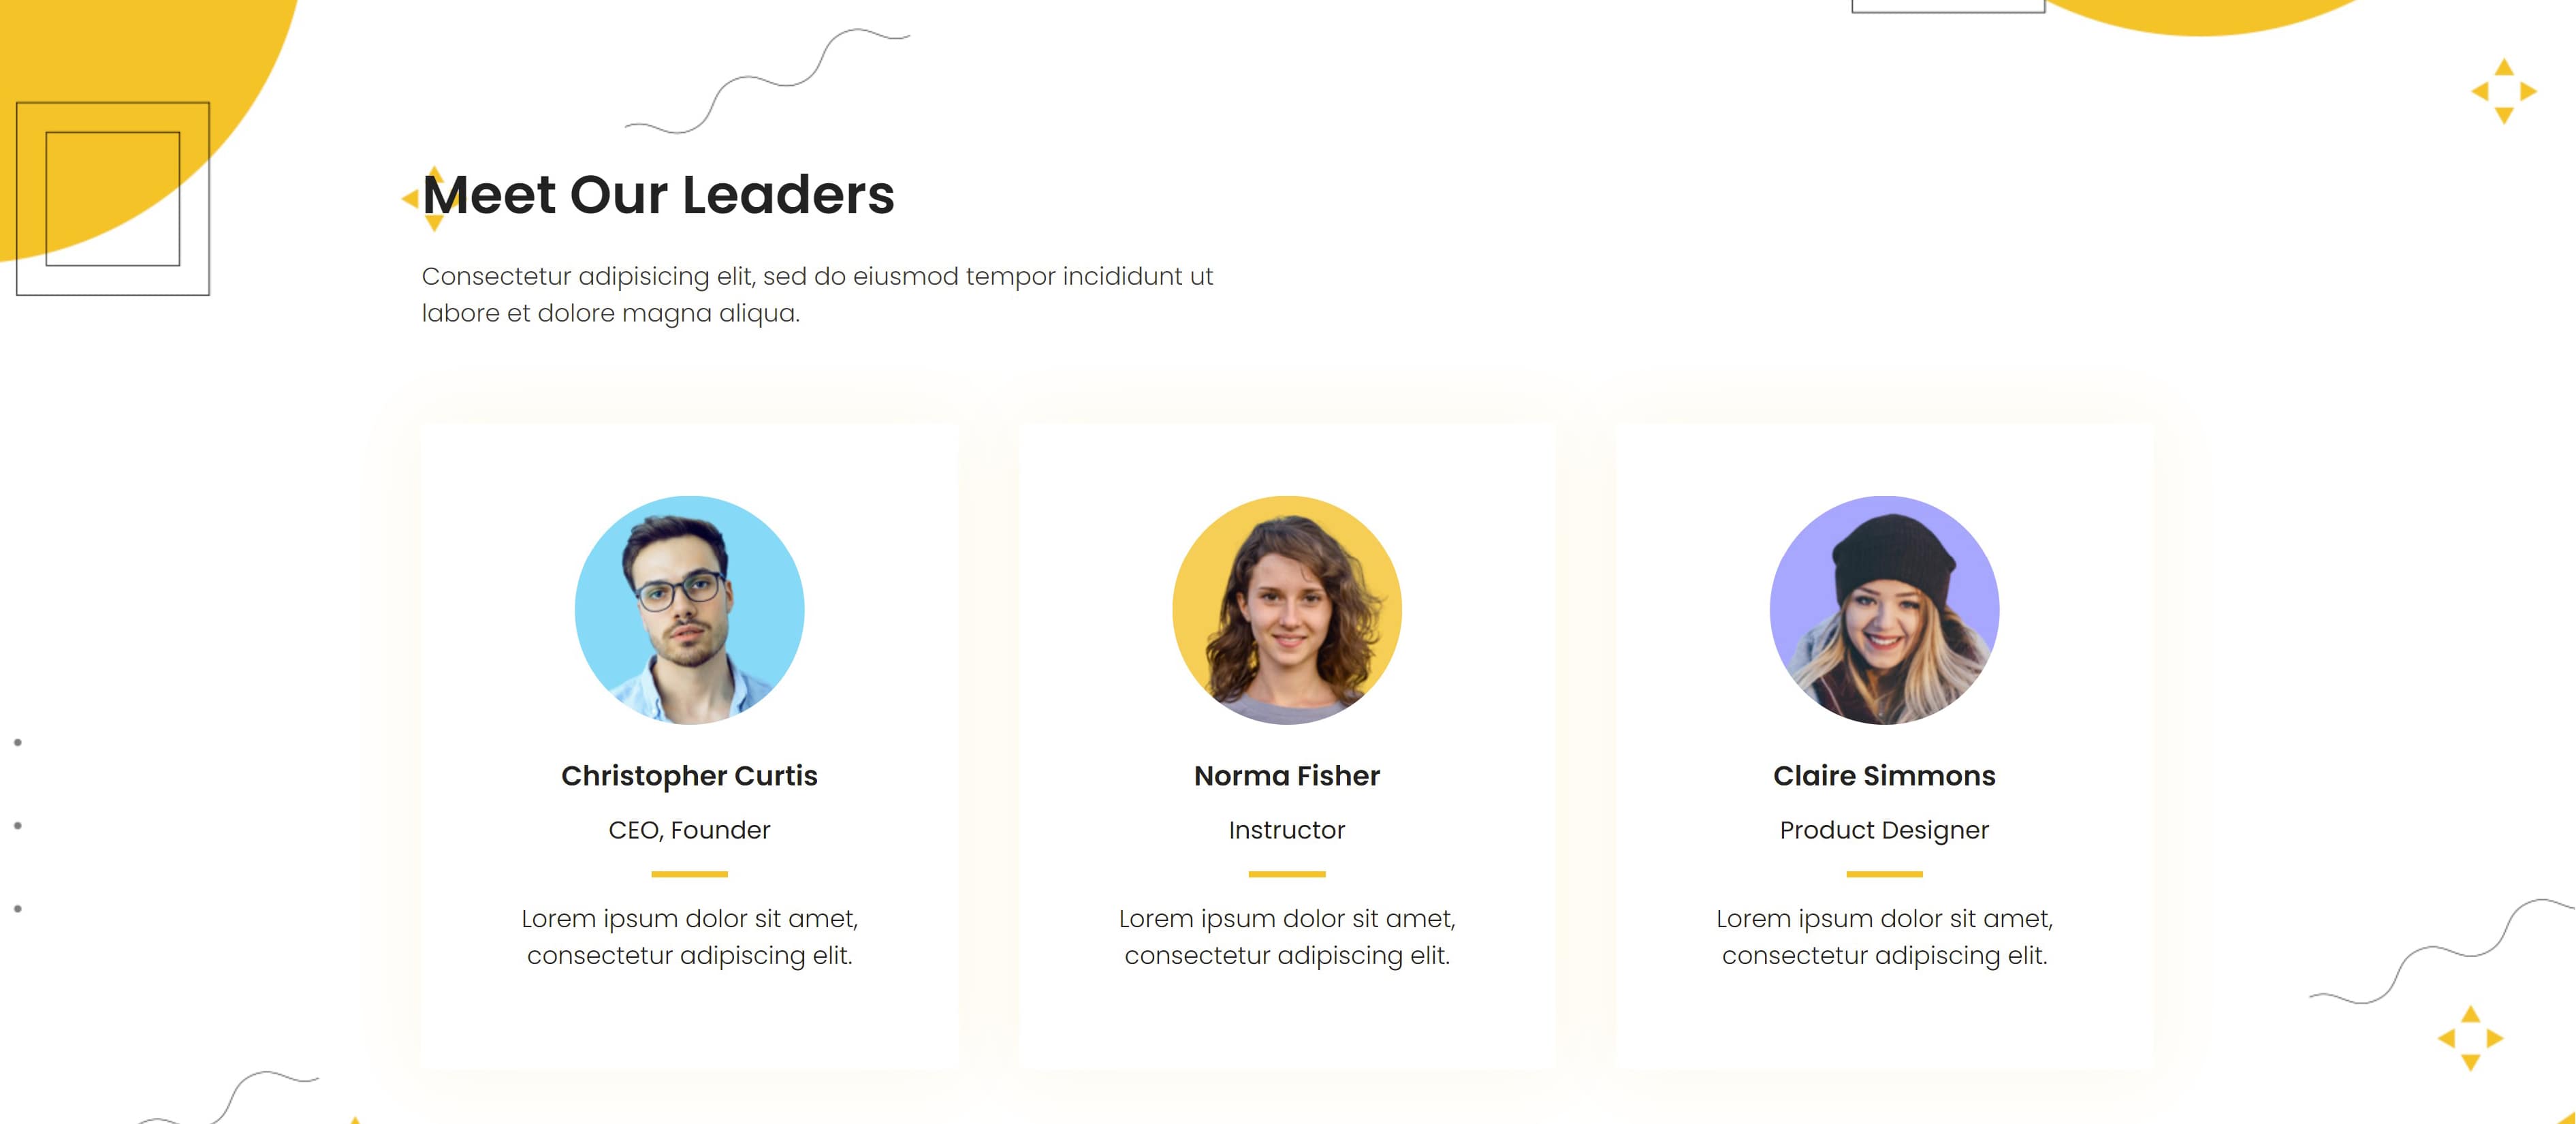 Meet Our Leaders
Consectetur adipisicing elit, sed do eiusmod tempor incididunt ut
labore et dolore magna aliqua.
Christopher Curtis
CEO, Founder
Lorem ipsum dolor sit amet,
consectetur adipiscing elit.
Norma Fisher
Instructor
Lorem ipsum dolor sit amet,
consectetur adipiscing elit.
Claire Simmons
Product Designer
Lorem ipsum dolor sit amet,
consectetur adipiscing elit.